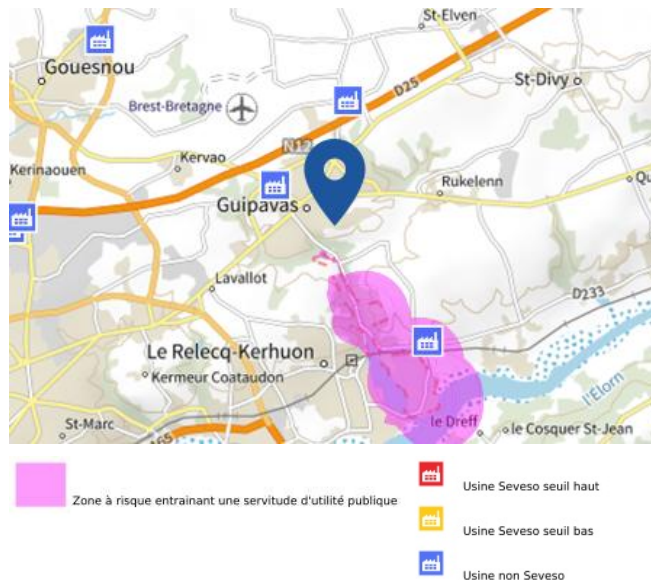 St-Elven
Gouesnou
St-Divy
D25
Brest-Bretagne
N12
Kerinaouen
Kervao
Rukelenn
Qu
Guipavas
Lavallot
D233
Le Relecq-Kerhuon
Kermeur Coataudon
l'Elorn
St-Marc
le Dreff
le Cosquer St-Jean
Zone à risque entrainant une servitude d'utilité publique
Usine Seveso seuil haut
Usine Seveso seuil bas
Usine non Seveso